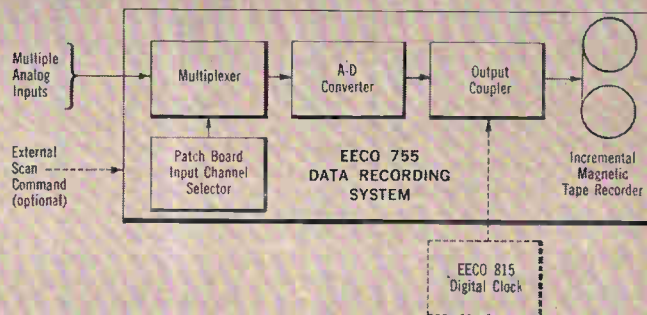 Multiple
Analog
Inputs
External
Scan
Command
(optional)
Multiplexer
Patch Board
Input Channel
Selector
A-D
Converter
Output
Coupler
EECO 755
DATA RECORDING
SYSTEM
Incremental
Magnetic
Tape Recorder
EECO 815
Digital Clock